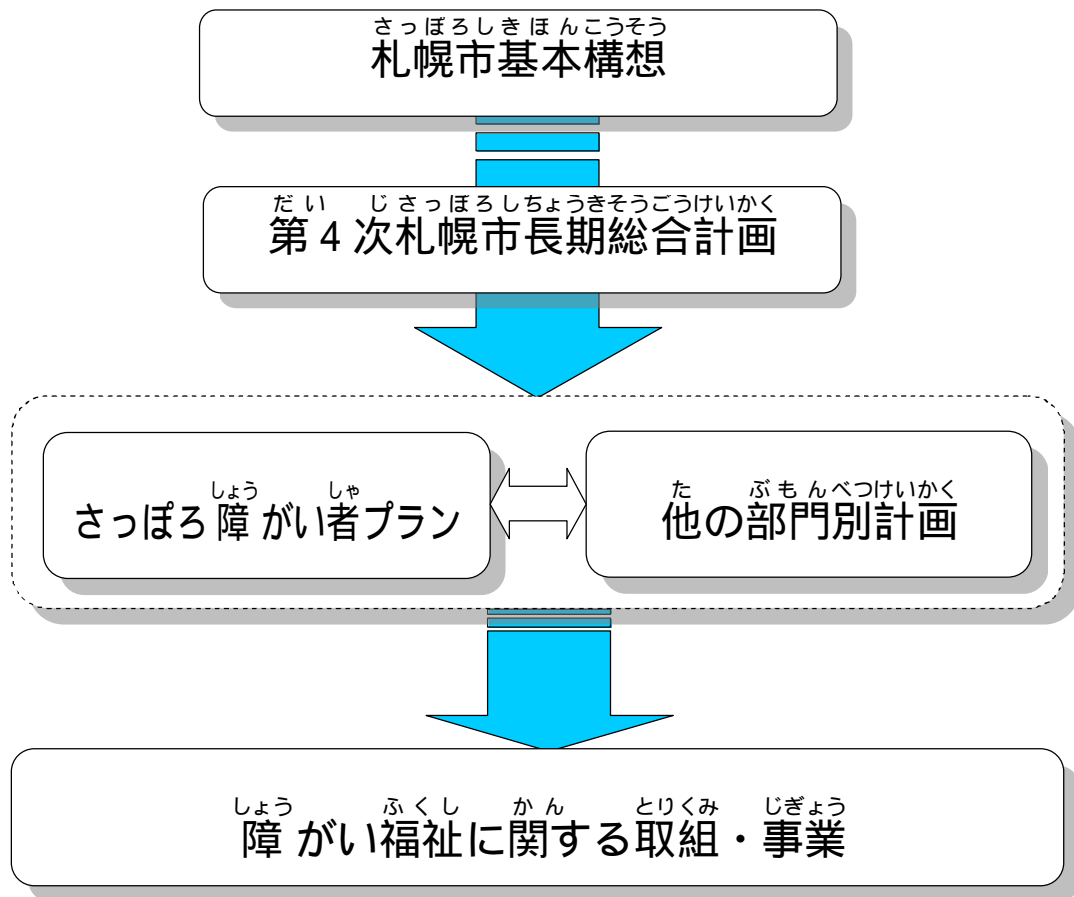 さっぽろしきほんこうそう
札幌市基本構想
だい じさっぽろしちょうきそうごうけいかく
第4次札幌市長期総合計画
しょう しゃ
さっぽろ障がい者プラン
た ぶもんべつけいかく
他の部門別計画
しょう ふくし かん とりくみ じぎょう
障がい福祉に関する取組・事業